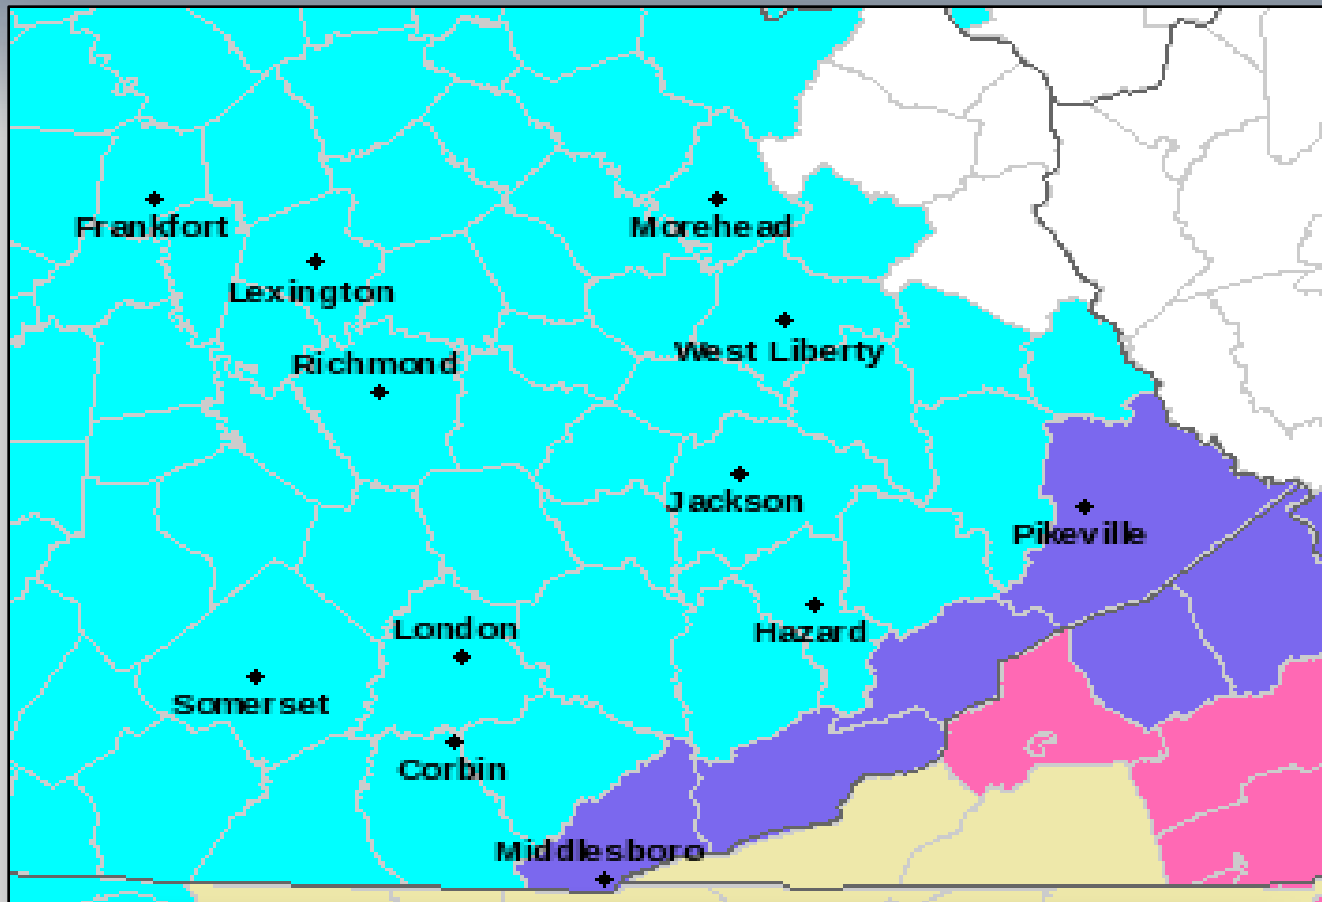 Frankfort
Morehead
Lexington
West Liberty
Richmond
Jackson
Pikeville
London
Hazard
Somerset
Corbin
Middlesboro